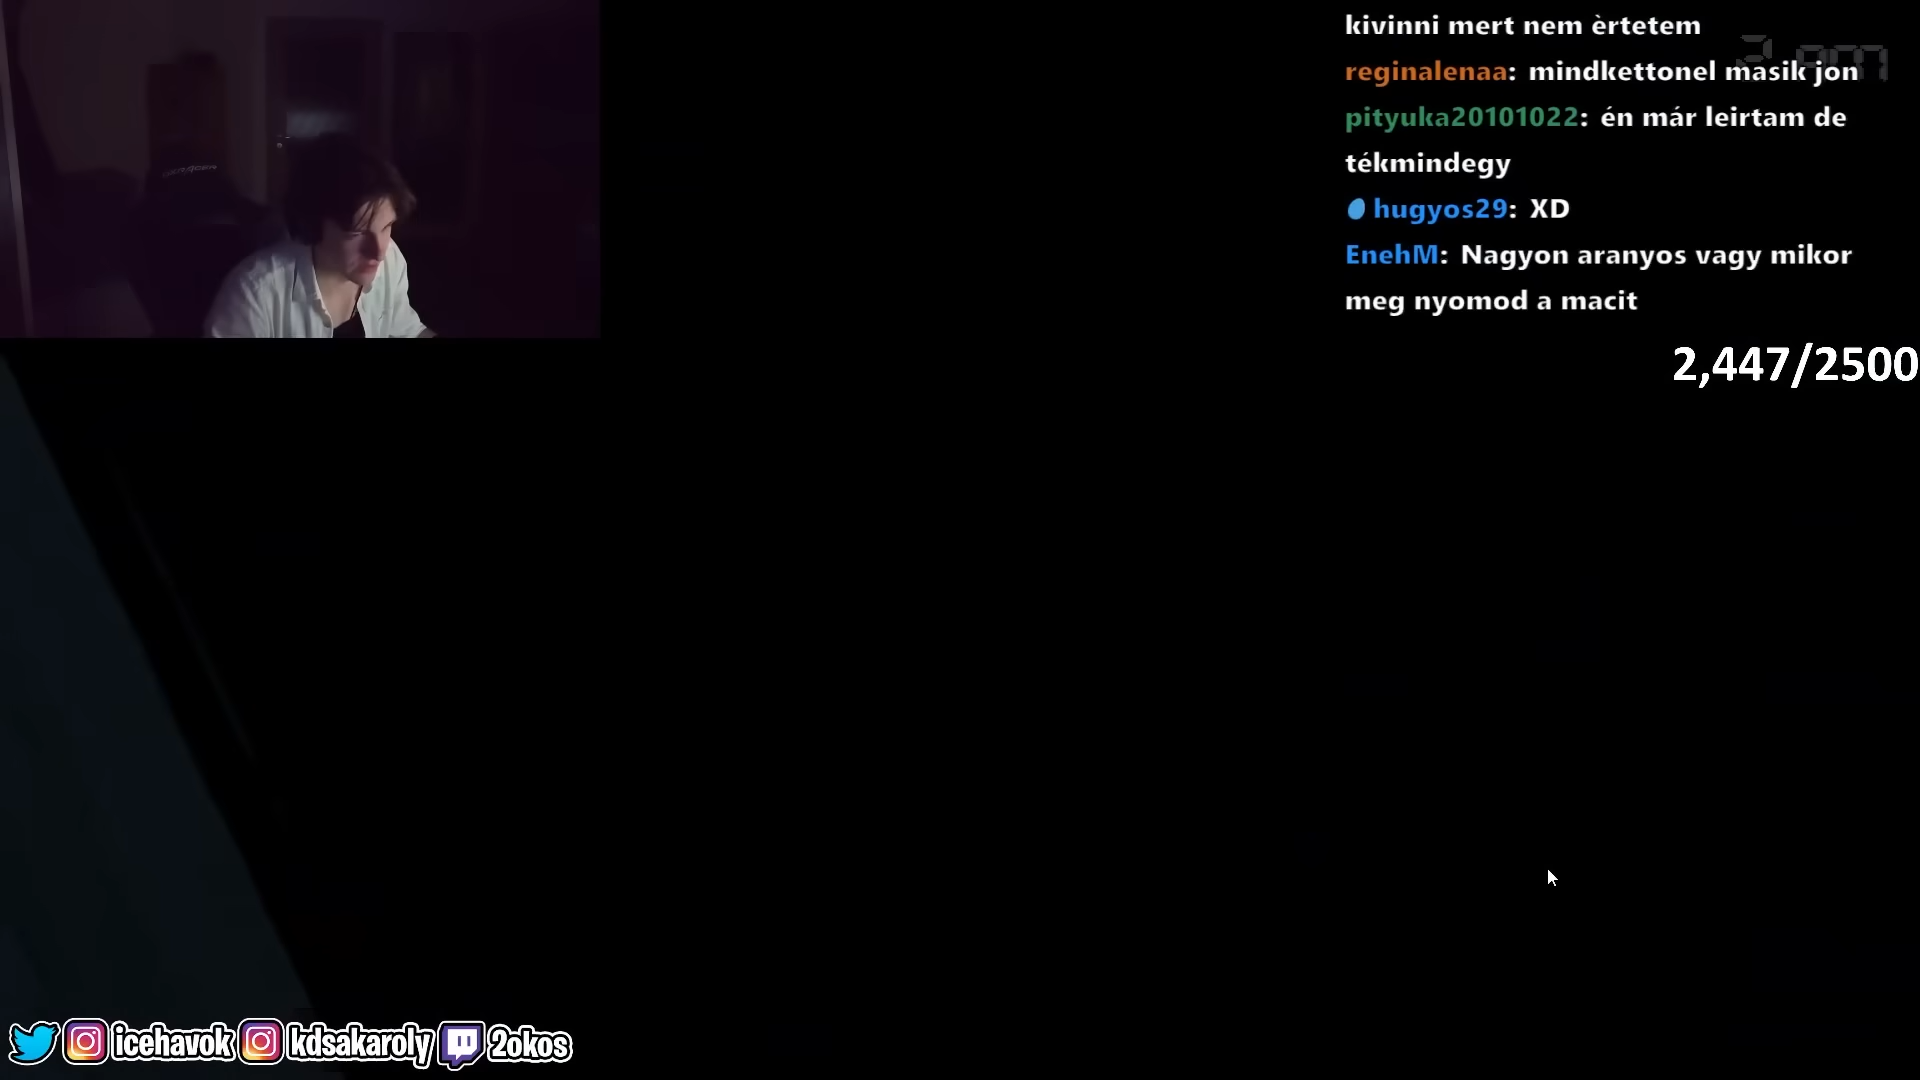 kivinni mert nem èrtetem
reginalenaa: mindkettonel masik jon
pityuka20101022: én már leirtam de
tékmindegy
hugyos29: XD
EnehM: Nagyon aranyos vagy mikor
meg nyomod a macit
2,447/2500
icehavok kdsakaroly 2okos